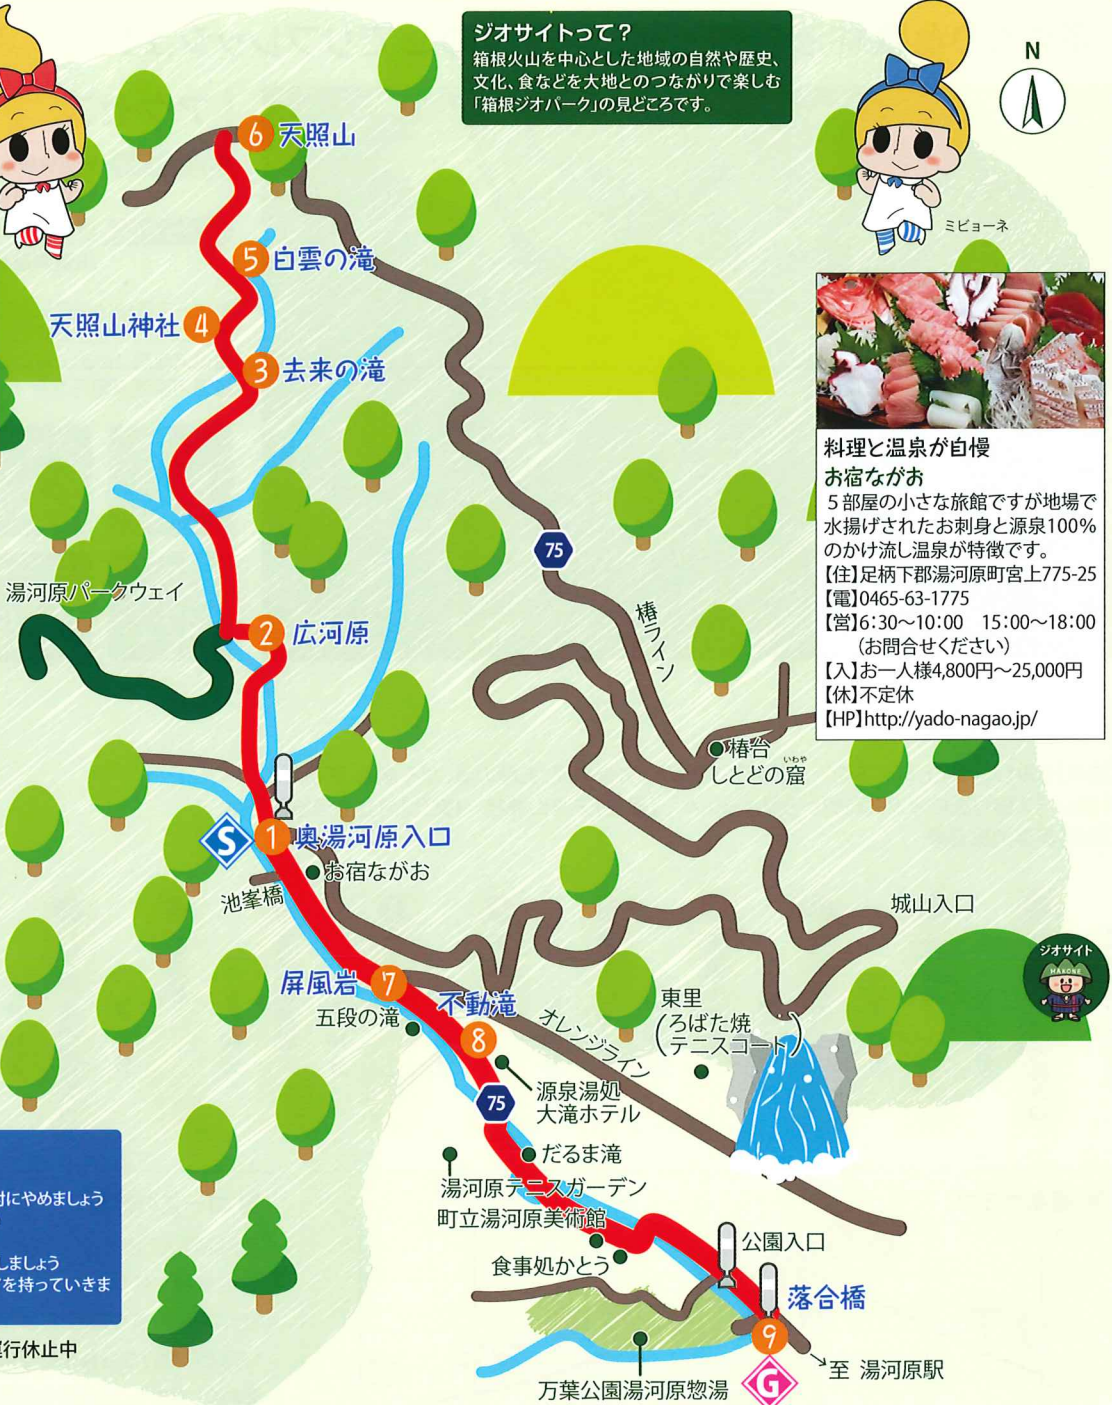 ジオサイトって？
箱根火山を中心とした地域の自然や歴史、
文化、食などを大地とのつながりで楽しむ
「箱根ジオパーク」の見どころです。
N
ミビョーネ
6 天照山
5 白雲の滝
天照山神社 4
3 去来の滝
料理と温泉が自慢
お宿ながお
5部屋の小さな旅館ですが地場で
水揚げされたお刺身と源泉100%
のかけ流し温泉が特徴です。
【住】足柄下郡湯河原町宮上775-25
【電】0465-63-1775
【営】6:30～10:00 15:00～18:00
(お問合せください)
【入】お一人様4,800円～25,000円
【休】不定休
【HP】http://yado-nagao.jp/
75
湯河原パークウェイ
椿ライン
2 広河原
椿台
いわや
しとどの窟
S 1 奥湯河原入口
お宿ながお
池峯橋
城山入口
ジオサイト
HAKONE
屏風岩 7
五段の滝
不動滝
8
オレンジライン
東里
(ろばた焼
テニスコート)
源泉湯処
大滝ホテル
75
だるま滝
湯河原テニスガーデン
町立湯河原美術館
食事処かとう
公園入口
落合橋
9
G
至 湯河原駅
万葉公園湯河原惣湯
にやめましょう
しましょう
を持っていきま
行休止中